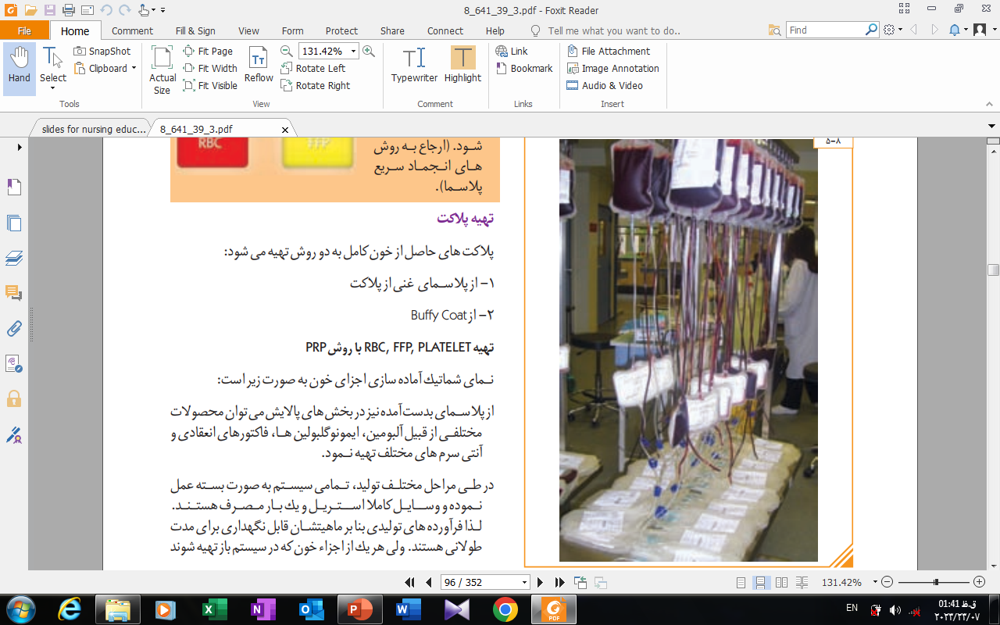 8_641_39_3.pdf - Foxit Reader
File Home Comment Fill & Sign View Form Protect Share Connect Help Tell me what you want to do.. Find
Hand
Select
SnapShot
Clipboard
Tools
Actual Size
Fit Page
Fit Width
Fit Visible
Reflow
131.42%
Rotate Left
Rotate Right
View
Typewriter
Highlight
Comment
Link
Bookmark
Links
File Attachment
Image Annotation
Audio & Video
Insert
slides for nursing educ... 8_641_39_3.pdf
RBC
FFP
شود. (ارجاع به روش
های انجماد سریع
پلاسما).
۵-۸
تهیه پلاکت
پلاکت های حاصل از خون کامل به دو روش تهیه می شود:
۱- از پلاسمای غنی از پلاکت
۲- از Buffy Coat
تهیه RBC, FFP, PLATELET با روش PRP
نمای شماتیك آماده سازی اجزای خون به صورت زیر است:
از پلاسمای بدست آمده نیز در بخش های پالایش می توان محصولات
مختلفی از قبیل آلبومین، ایمونوگلبولین ها، فاکتورهای انعقادی و
آنتی سرم های مختلف تهیه نمود.
در طی مراحل مختلف تولید، تمامی سیستم به صورت بسته عمل
نموده و وسایل کاملا استریل و یك بار مصرف هستند.
لذا فرآورده های تولیدی بنا بر ماهیتشان قابل نگهداری برای مدت
طولانی هستند. ولی هر یك از اجزاء خون که در سیستم باز تهیه شوند
96 / 352
131.42%
EN
01:41 ق.ظ
۲۰۲۳/۲۳/۰۷